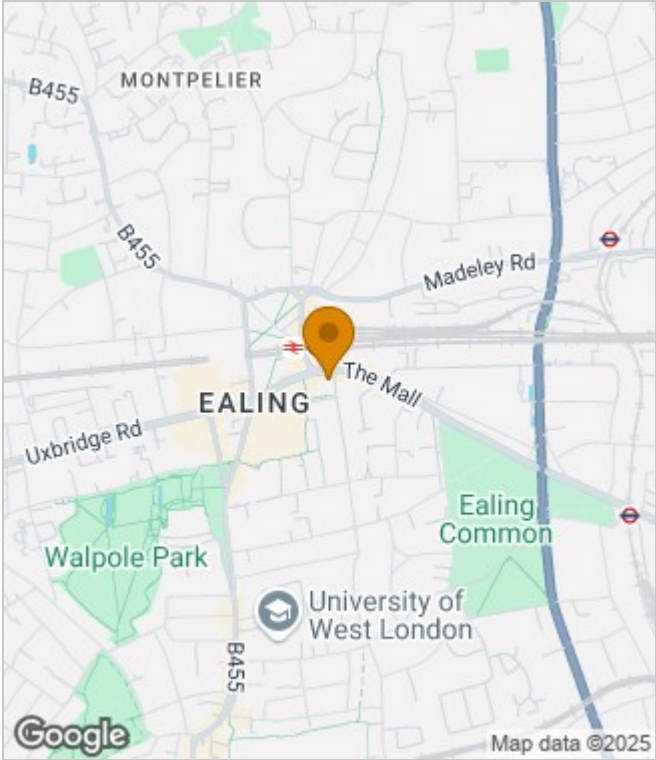 MONTPELIER
B455
B455
Madeley Rd
The Mall
EALING
Uxbridge Rd
Ealing
Common
Walpole Park
University of
West London
B455
Google
Map data ©2025